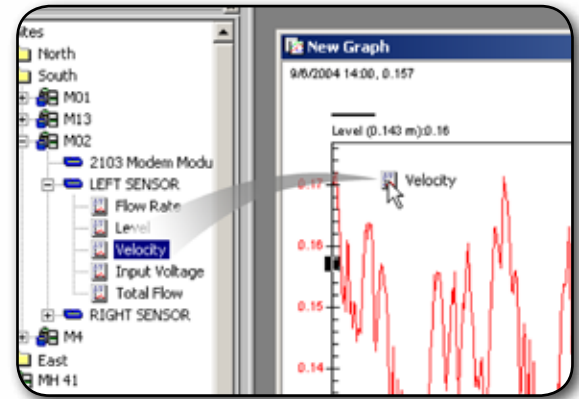 North
South
M01
M13
M02
2103 Modem Modu
LEFT SENSOR
Flow Rate
Level
Velocity
Input Voltage
Total Flow
RIGHT SENSOR
M4
East
MH 41
New Graph
9/6/2004 14:00, 0.157
Level (0.143 m):0.16
Velocity
0.17
0.16
0.15
0.14